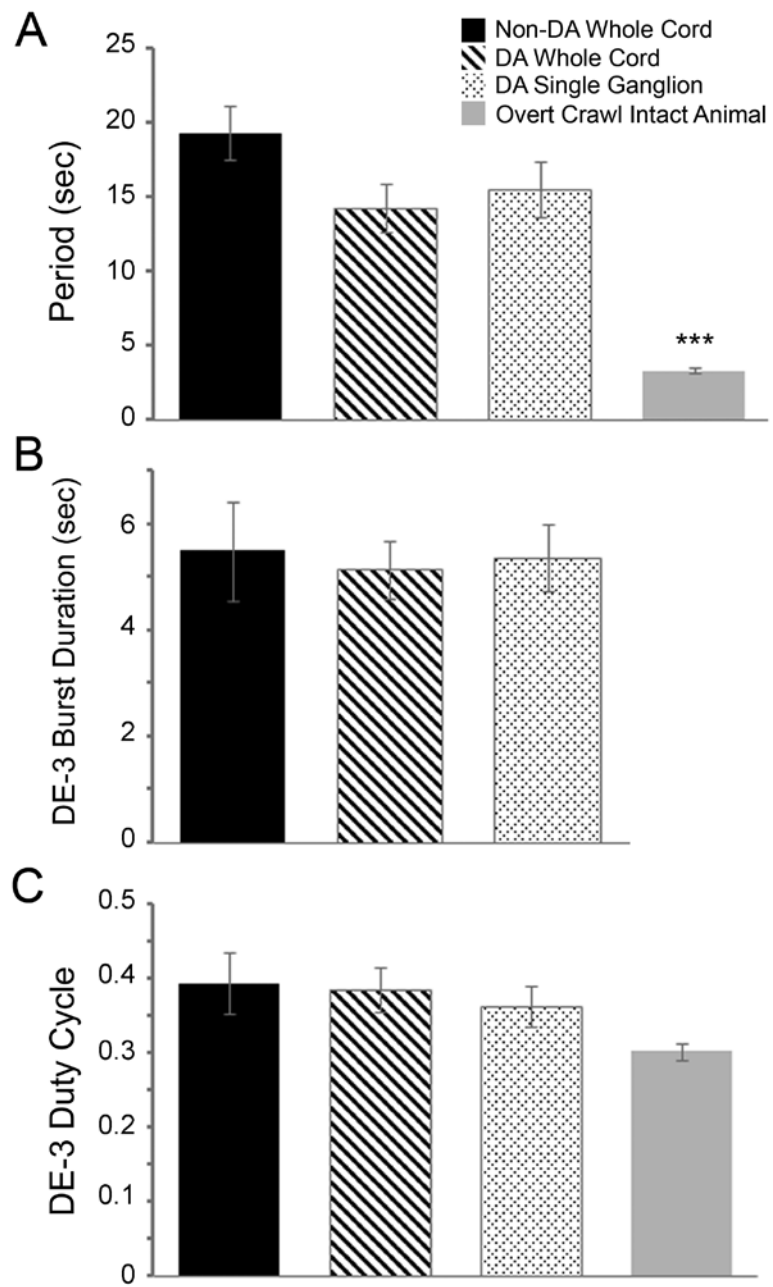 A
Non-DA Whole Cord
DA Whole Cord
DA Single Ganglion
Overt Crawl Intact Animal
Period (sec)
25
20
15
10
5
0
***
B
DE-3 Burst Duration (sec)
6
4
2
0
C
DE-3 Duty Cycle
0.5
0.4
0.3
0.2
0.1
0